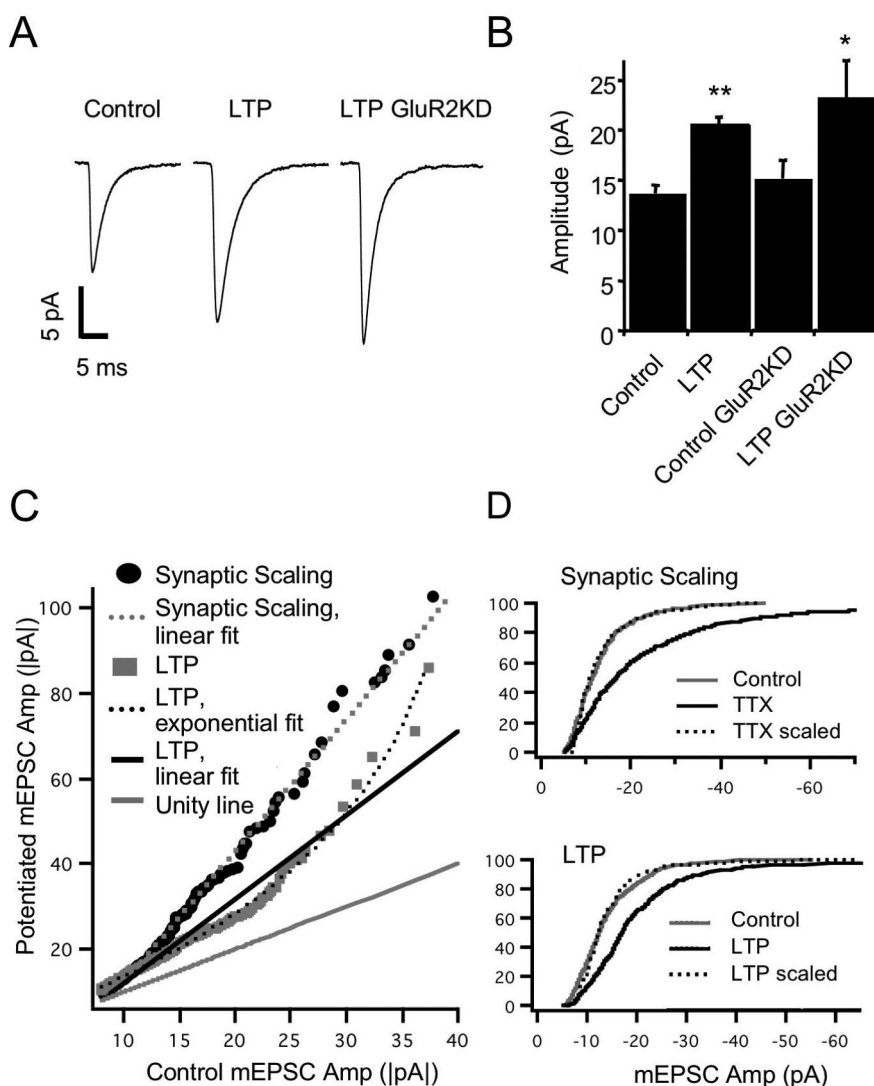 A
Control
LTP
LTP GluR2KD
5 pA
5 ms
B
Amplitude (pA)
25
20
15
10
5
0
**
*
Control
LTP
Control GluR2KD
LTP GluR2KD
C
Potentiated mEPSC Amp (|pA|)
100
80
60
40
20
Synaptic Scaling
Synaptic Scaling,
linear fit
LTP
LTP,
exponential fit
LTP,
linear fit
Unity line
10 15 20 25 30 35 40
Control mEPSC Amp (|pA|)
D
Synaptic Scaling
100
80
60
40
20
0
Control
TTX
TTX scaled
0 -20 -40 -60
LTP
100
80
60
40
20
0
Control
LTP
LTP scaled
0 -10 -20 -30 -40 -50 -60
mEPSC Amp (pA)